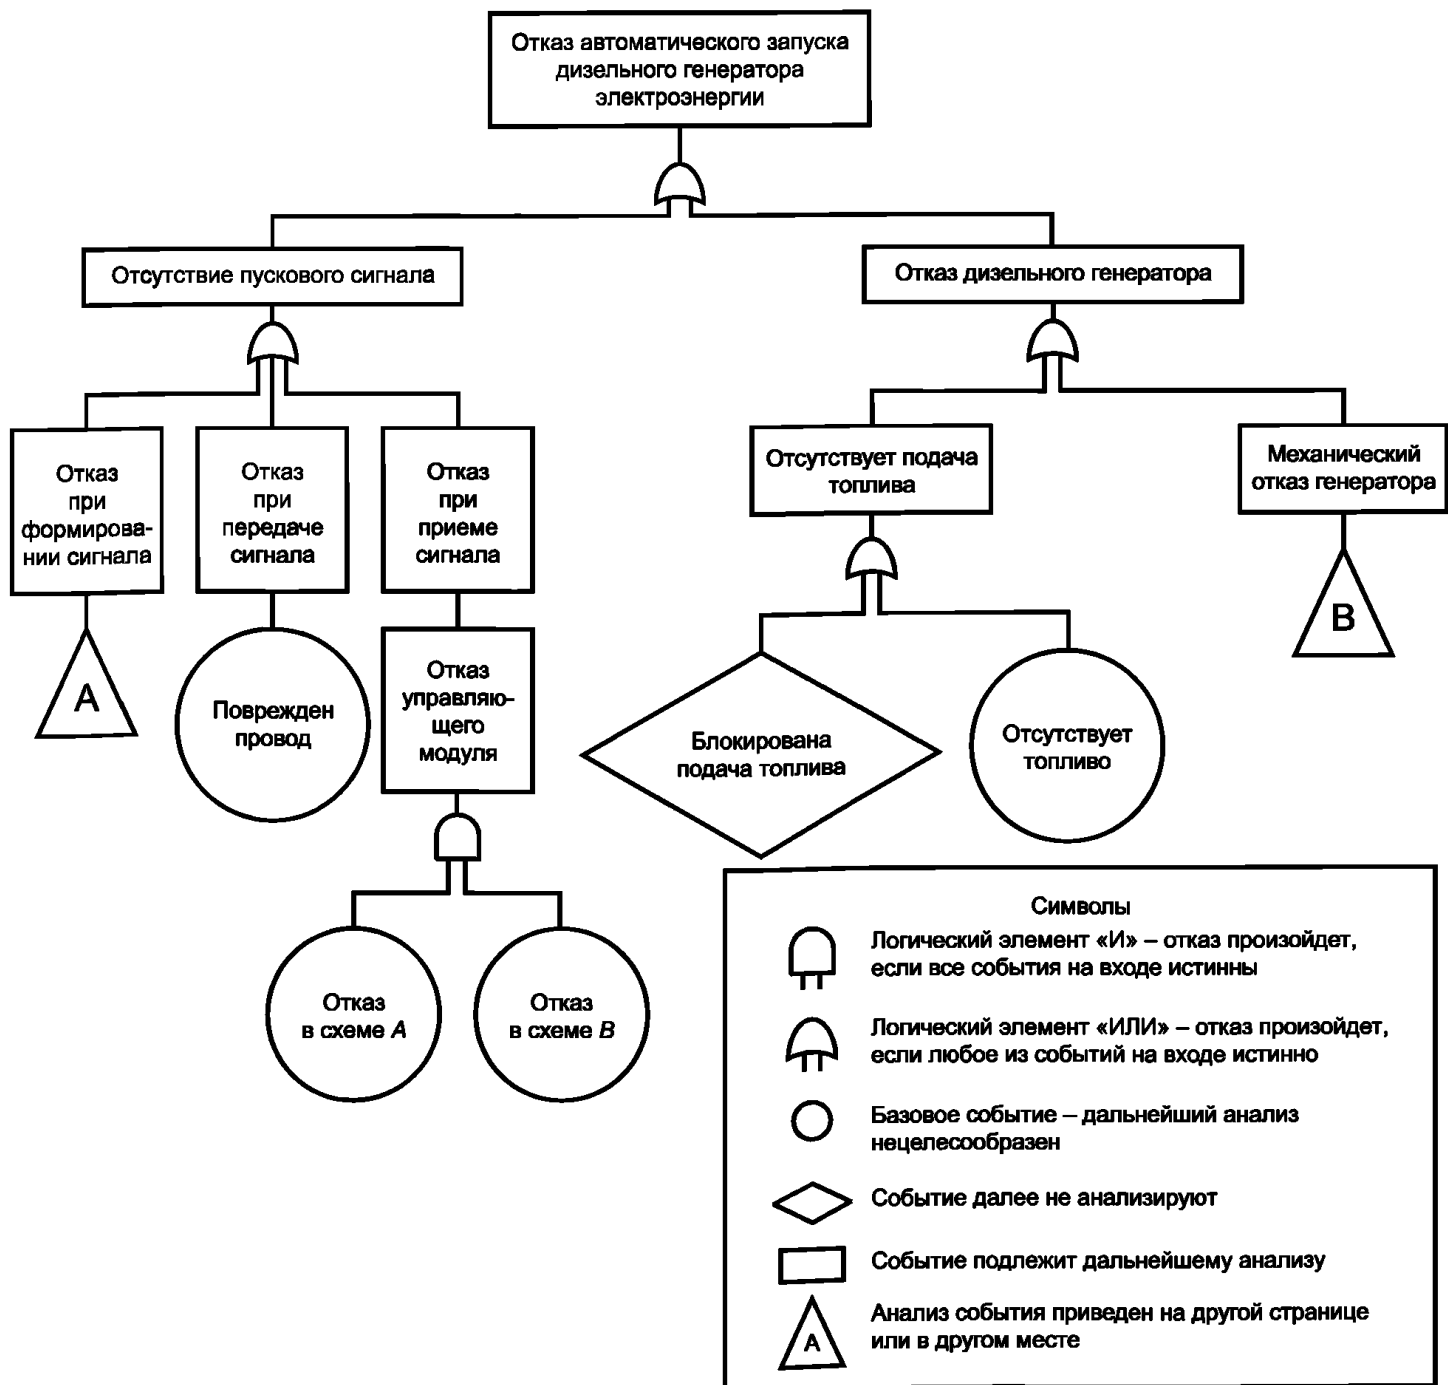 Отказ автоматического запуска
дизельного генератора
электроэнергии
Отсутствие пускового сигнала
Отказ дизельного генератора
Отказ
при
формирова-
нии сигнала
Отказ
при
передаче
сигнала
Отказ
при
приеме
сигнала
Отсутствует подача
топлива
Механический
отказ генератора
A
Поврежден
провод
Отказ
управляю-
щего
модуля
Блокирована
подача топлива
Отсутствует
топливо
B
Отказ
в схеме A
Отказ
в схеме B
Символы
Логический элемент «И» – отказ произойдет,
если все события на входе истинны
Логический элемент «ИЛИ» – отказ произойдет,
если любое из событий на входе истинно
Базовое событие – дальнейший анализ
нецелесообразен
Событие далее не анализируют
Событие подлежит дальнейшему анализу
A
Анализ события приведен на другой странице
или в другом месте